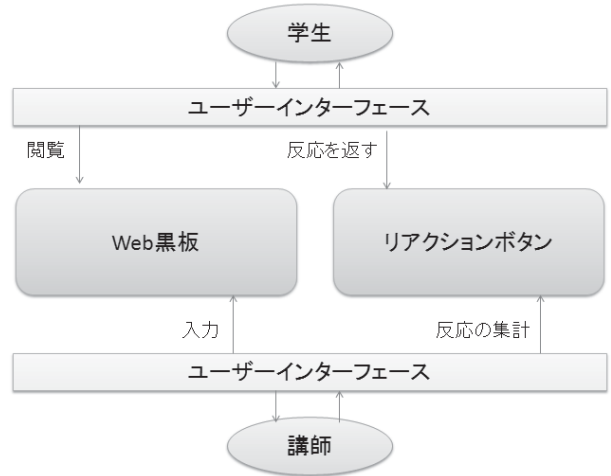 学生
ユーザーインターフェース
閲覧
反応を返す
Web黒板
リアクションボタン
入力
反応の集計
ユーザーインターフェース
講師